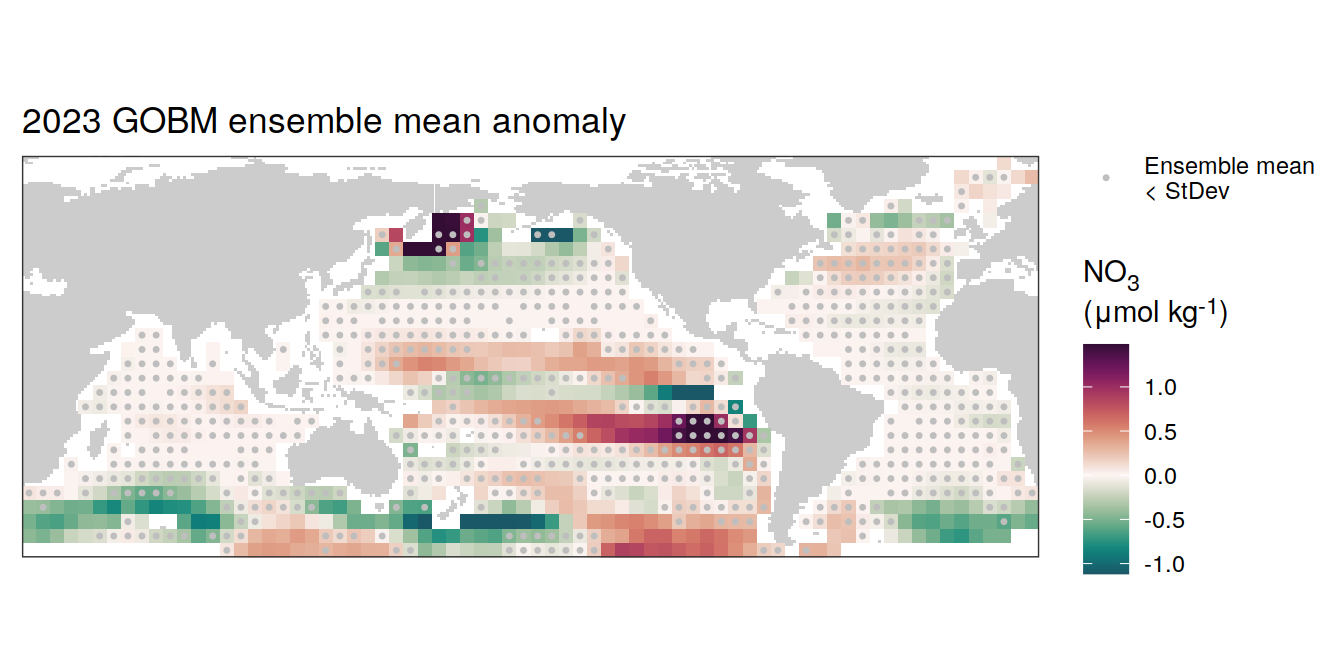 2023 GOBM ensemble mean anomaly
Ensemble mean
< StDev
NO₃
(µmol kg⁻¹)
1.0
0.5
0.0
-0.5
-1.0